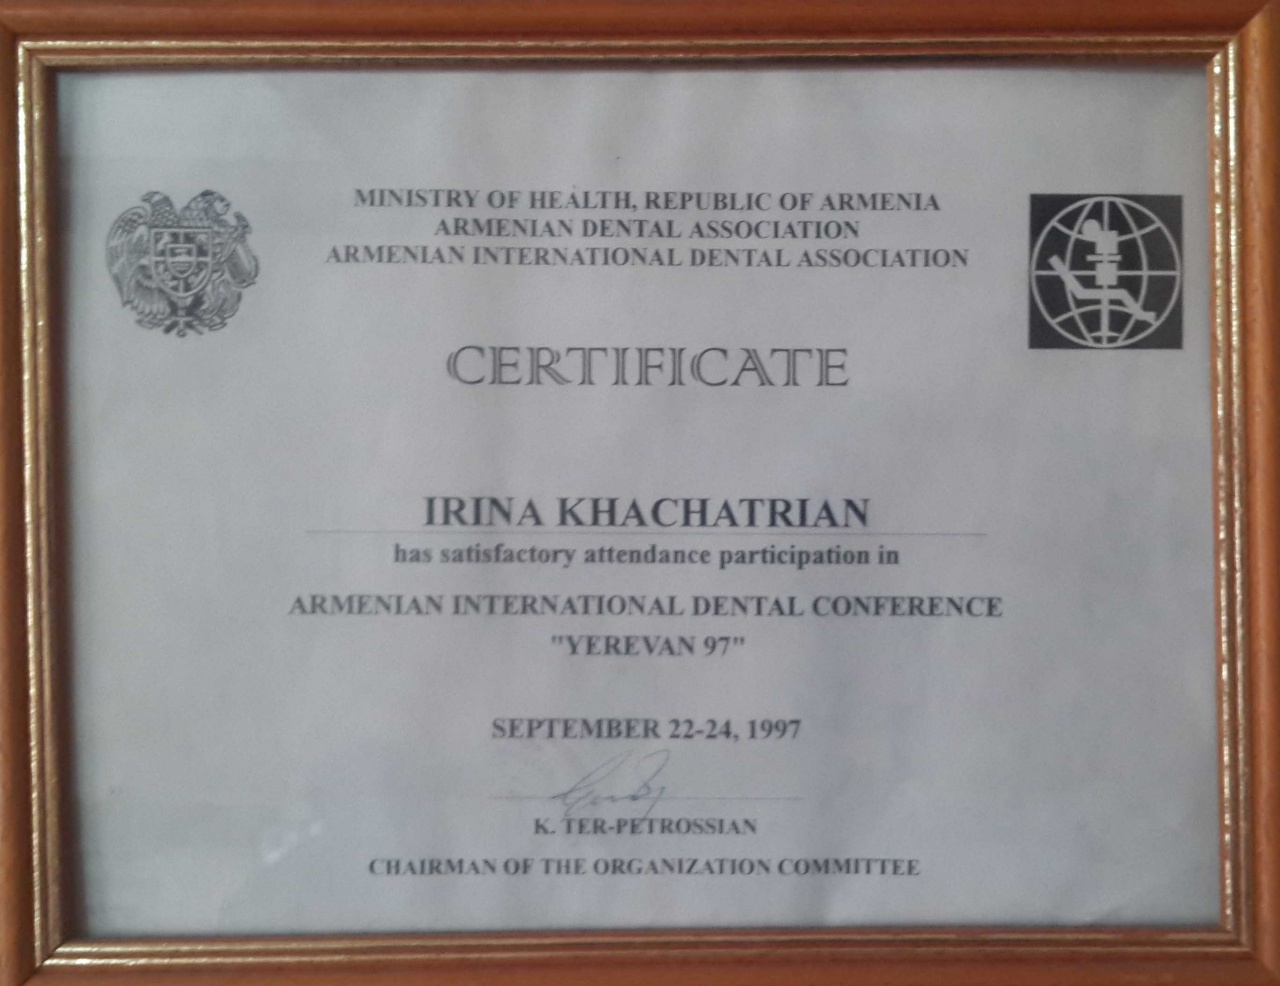 MINISTRY OF HEALTH, REPUBLIC OF ARMENIA
ARMENIAN DENTAL ASSOCIATION
ARMENIAN INTERNATIONAL DENTAL ASSOCIATION
CERTIFICATE
IRINA KHACHATRIAN
has satisfactory attendance participation in
ARMENIAN INTERNATIONAL DENTAL CONFERENCE
"YEREVAN 97"
SEPTEMBER 22-24, 1997
K. TER-PETROSSIAN
CHAIRMAN OF THE ORGANIZATION COMMITTEE